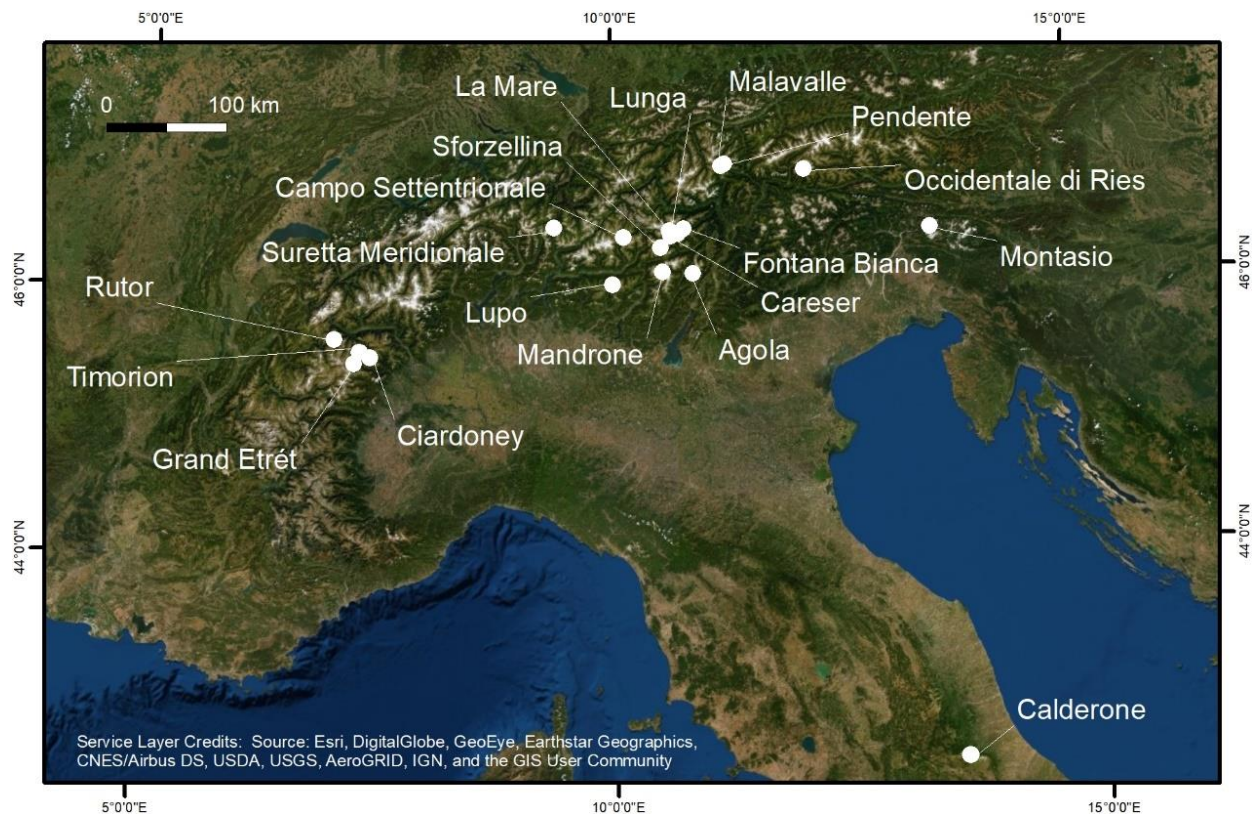 5°0'0"E
10°0'0"E
15°0'0"E
0 100 km
La Mare
Lunga
Malavalle
Pendente
Sforzellina
Campo Settentrionale
Occidentale di Ries
Suretta Meridionale
Fontana Bianca
Montasio
46°0'0"N
46°0'0"N
Rutor
Lupo
Careser
Mandrone
Agola
Timorion
Ciardoney
Grand Etrét
44°0'0"N
44°0'0"N
Calderone
Service Layer Credits: Source: Esri, DigitalGlobe, GeoEye, Earthstar Geographics,
CNES/Airbus DS, USDA, USGS, AeroGRID, IGN, and the GIS User Community
5°0'0"E
10°0'0"E
15°0'0"E